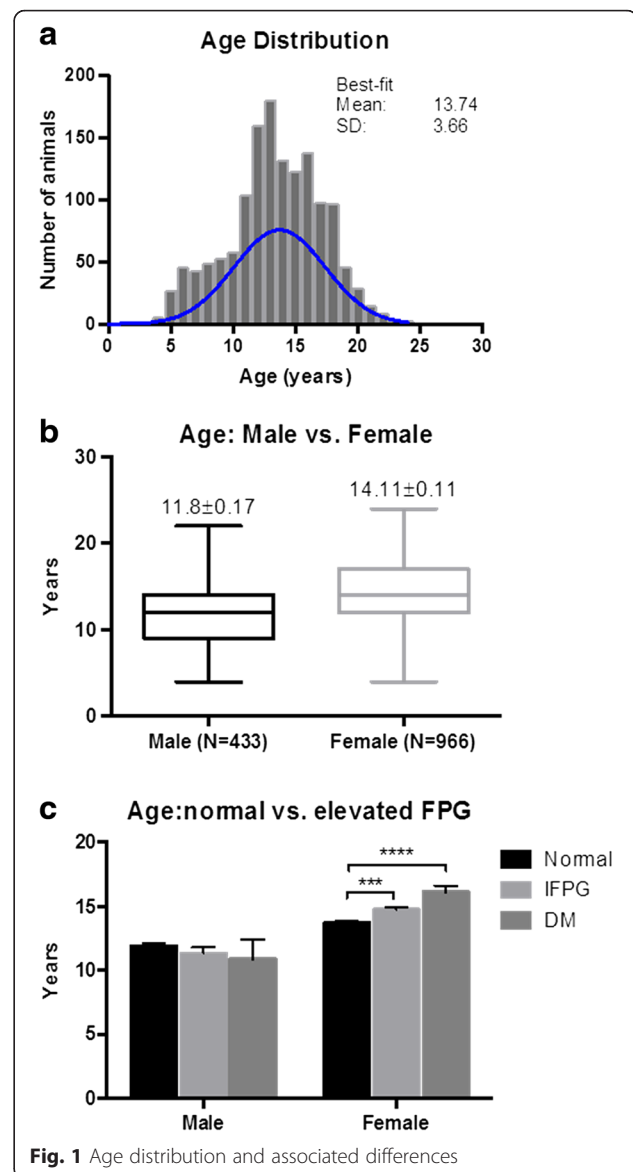 a
Age Distribution
Best-fit
Mean: 13.74
SD: 3.66
Number of animals
200
150
100
50
0
0 5 10 15 20 25 30
Age (years)
b
Age: Male vs. Female
11.8±0.17
14.11±0.11
Years
30
20
10
0
Male (N=433) Female (N=966)
c
Age:normal vs. elevated FPG
****
***
Normal
IFPG
DM
Years
20
15
10
5
0
Male Female
Fig. 1 Age distribution and associated differences